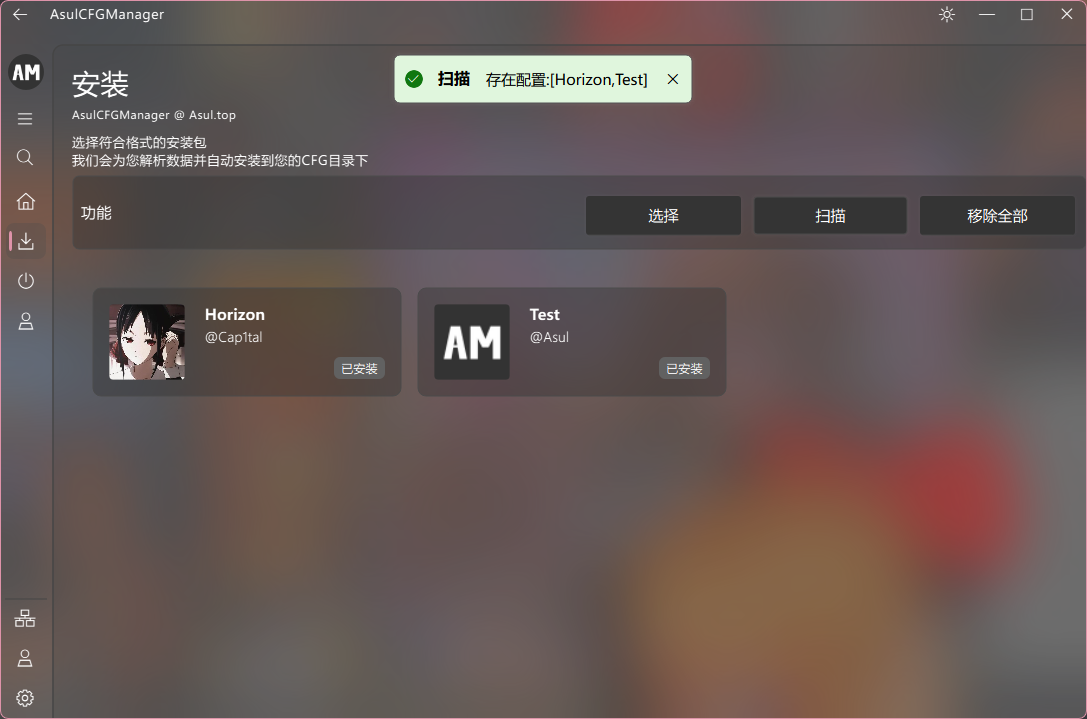 AsulCFGManager
AM
安装
扫描 存在配置:[Horizon,Test]
AsulCFGManager @ Asul.top
选择符合格式的安装包
我们会为您解析数据并自动安装到您的CFG目录下
功能 选择 扫描 移除全部
Horizon
@Cap1tal
已安装
AM
Test
@Asul
已安装